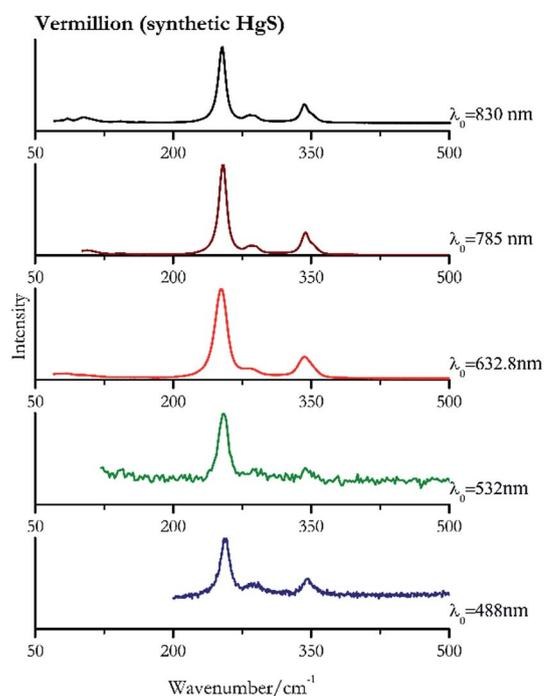 Vermillion (synthetic HgS)
λ₀=830 nm
50 200 350 500
λ₀=785 nm
50 200 350 500
Intensity
λ₀=632.8nm
50 200 350 500
λ₀=532nm
50 200 350 500
λ₀=488nm
50 200 350 500
Wavenumber/cm⁻¹